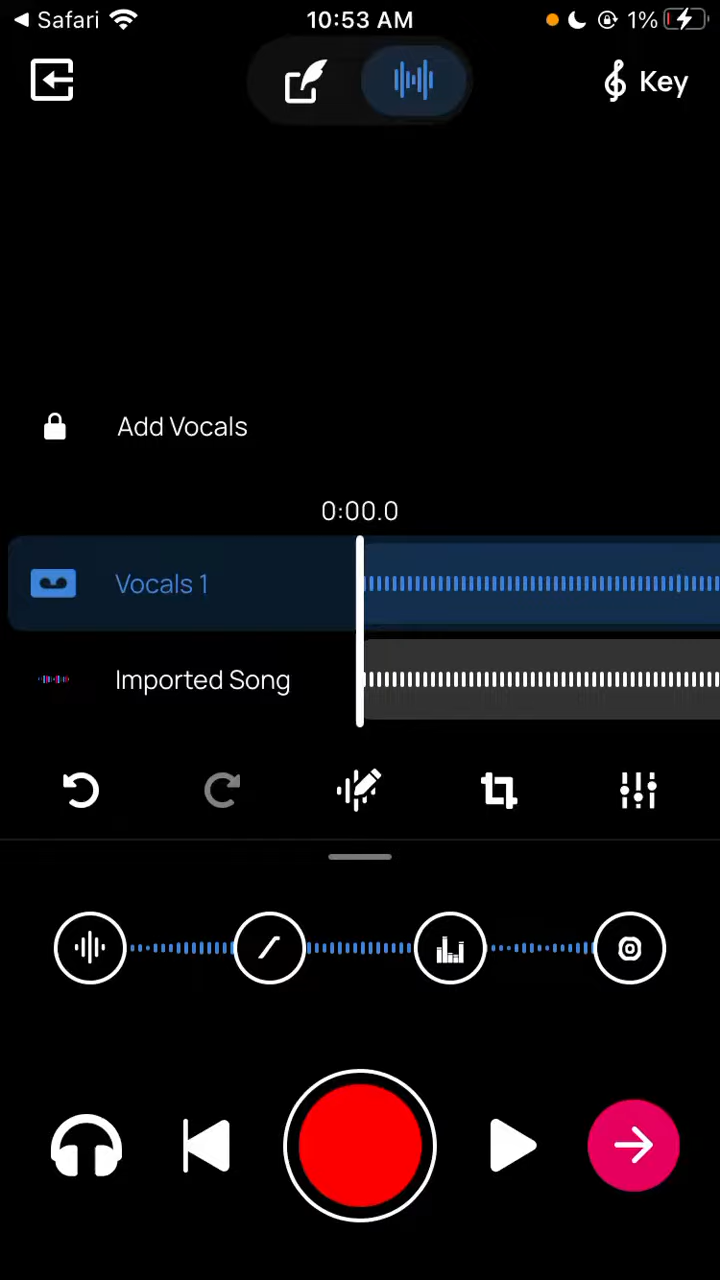 Safari
10:53 AM
1%
Key
Add Vocals
0:00.0
Vocals 1
Imported Song